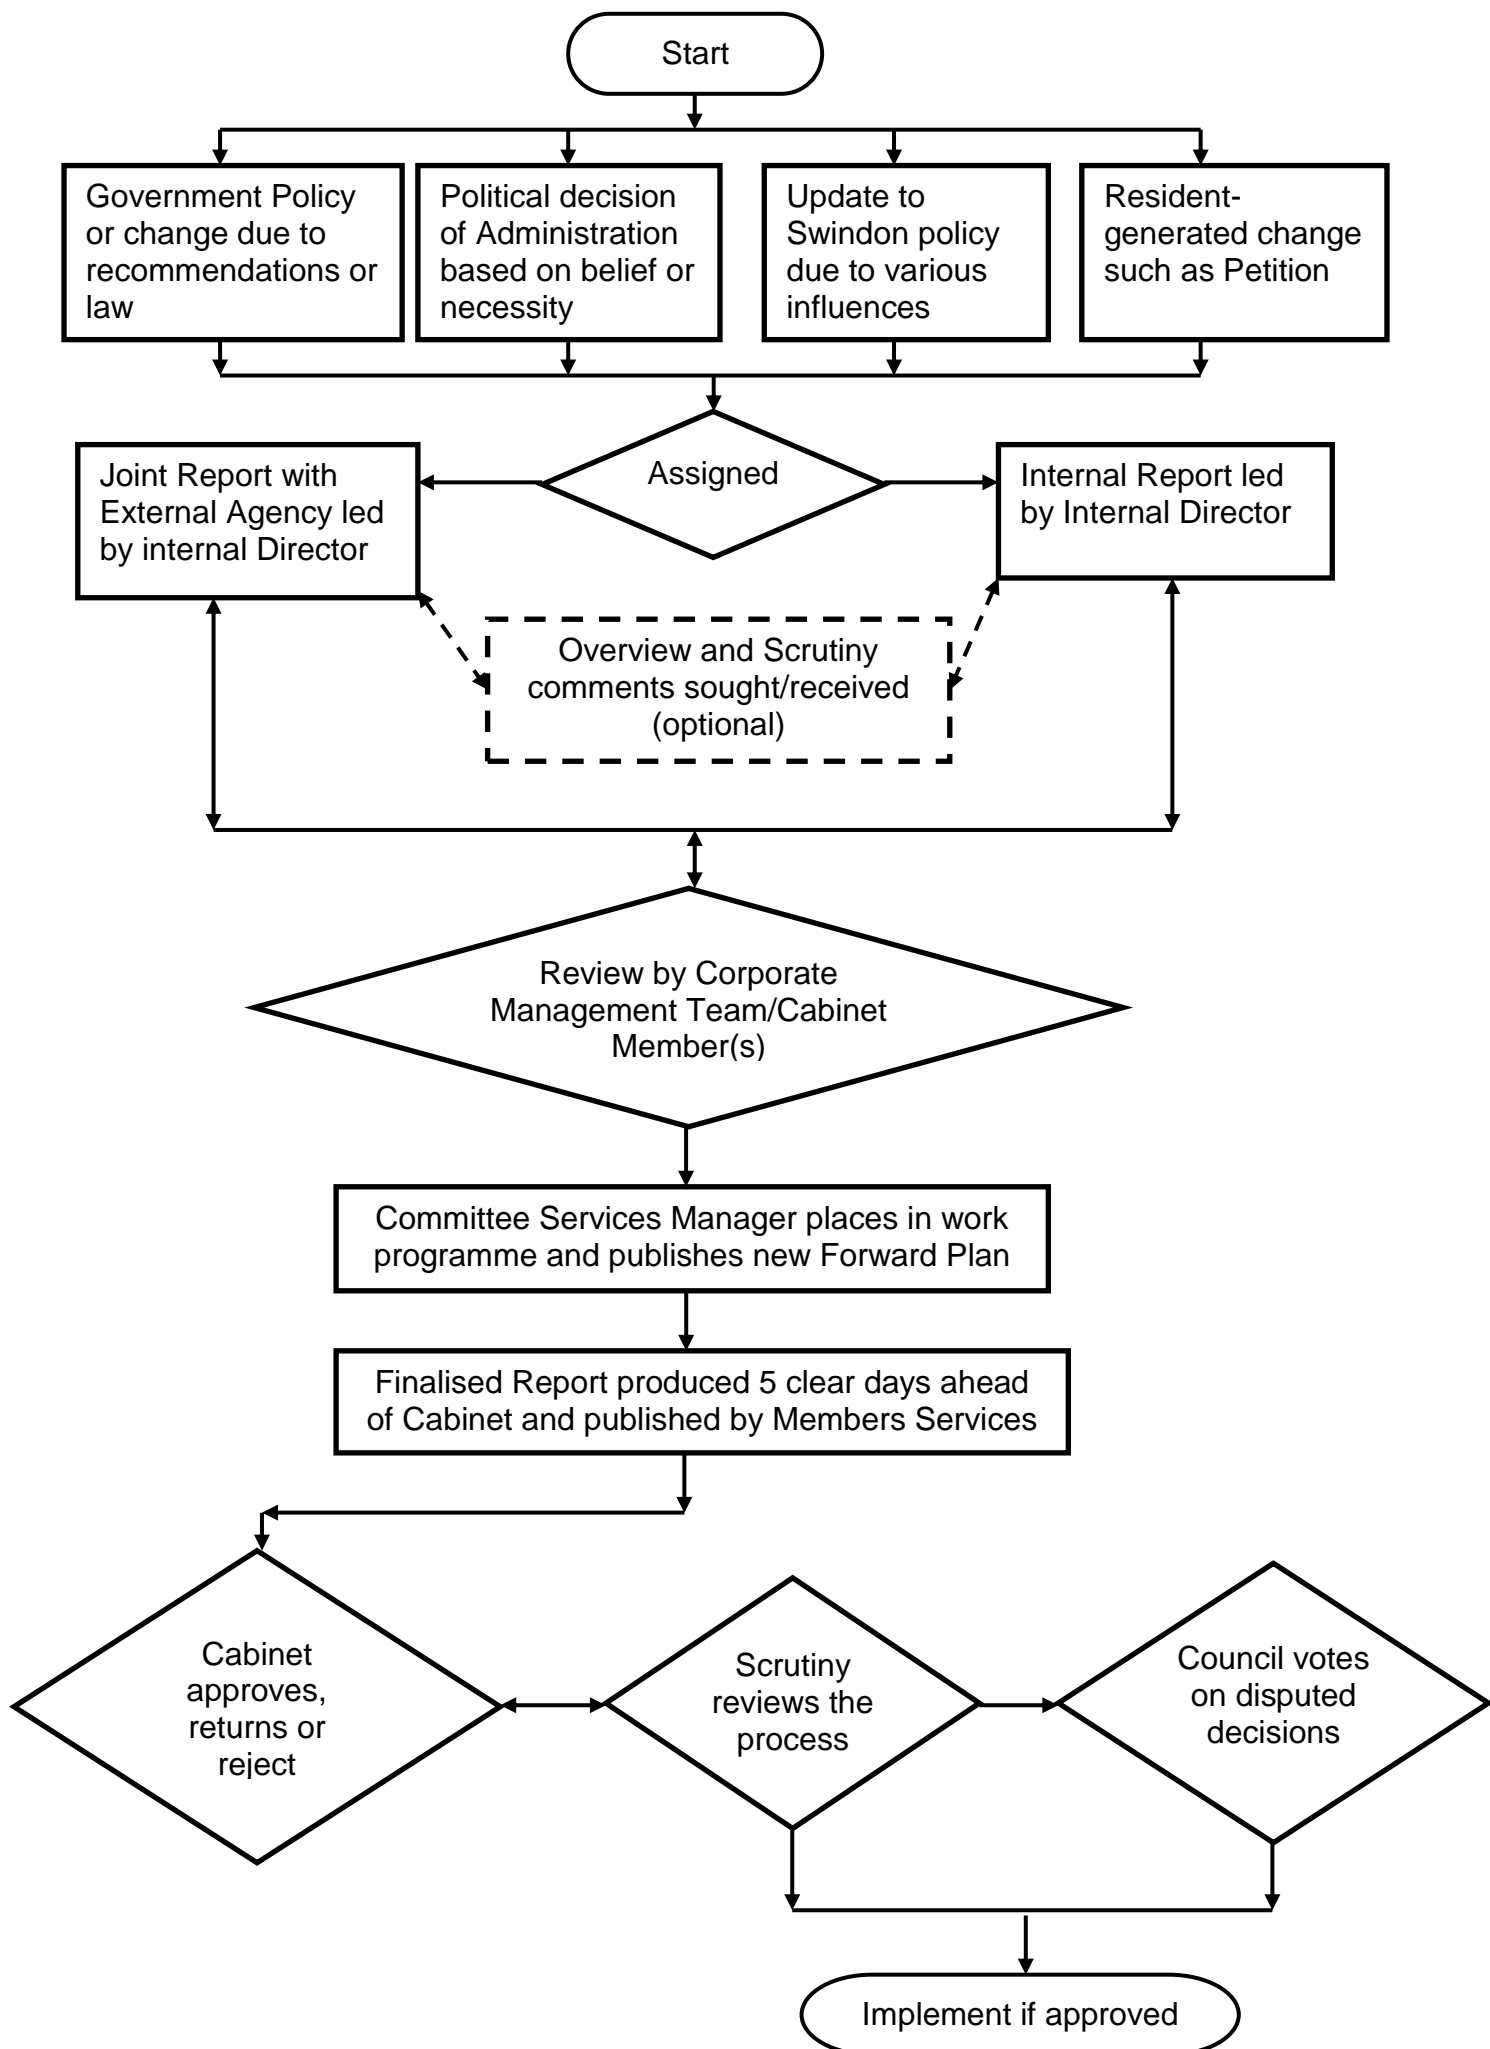 Start
Government Policy
or change due to
recommendations or
law
Political decision
of Administration
based on belief or
necessity
Update to
Swindon policy
due to various
influences
Resident-
generated change
such as Petition
Assigned
Joint Report with
External Agency led
by internal Director
Internal Report led
by Internal Director
Overview and Scrutiny
comments sought/received
(optional)
Review by Corporate
Management Team/Cabinet
Member(s)
Committee Services Manager places in work
programme and publishes new Forward Plan
Finalised Report produced 5 clear days ahead
of Cabinet and published by Members Services
Cabinet
approves,
returns or
reject
Scrutiny
reviews the
process
Council votes
on disputed
decisions
Implement if approved